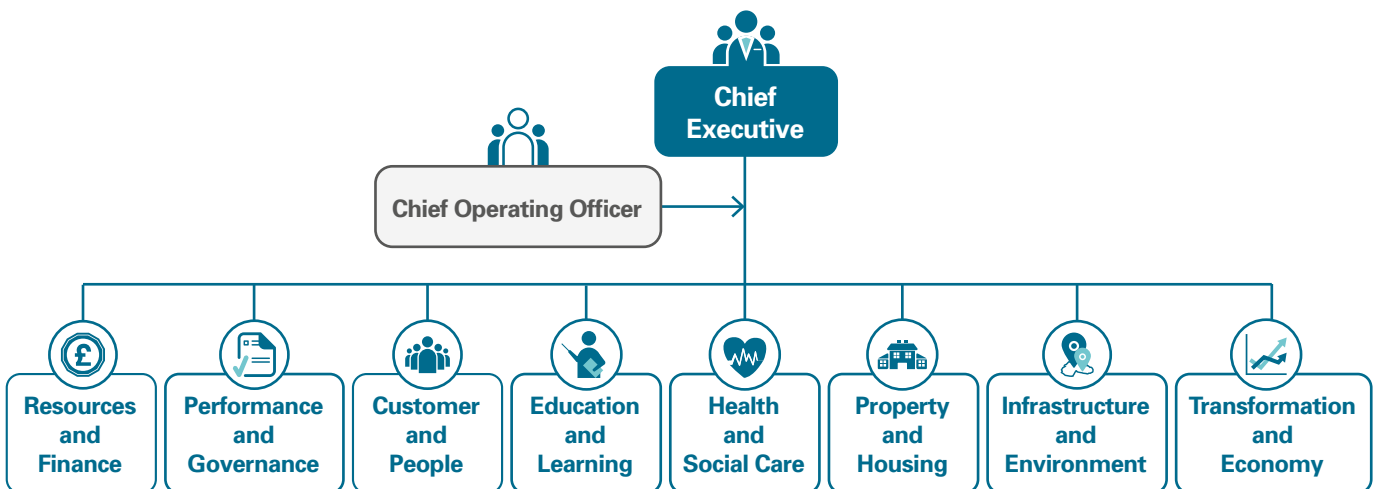 Chief
Executive
Chief Operating Officer
£
Resources
and
Finance
Performance
and
Governance
Customer
and
People
Education
and
Learning
Health
and
Social Care
Property
and
Housing
Infrastructure
and
Environment
Transformation
and
Economy